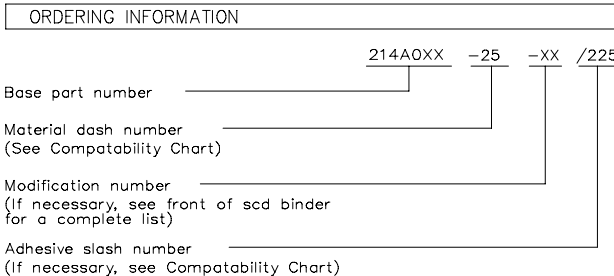 ORDERING INFORMATION
214A0XX -25 -XX /225
Base part number
Material dash number
(See Compatability Chart)
Modification number
(If necessary, see front of scd binder
for a complete list)
Adhesive slash number
(If necessary, see Compatability Chart)